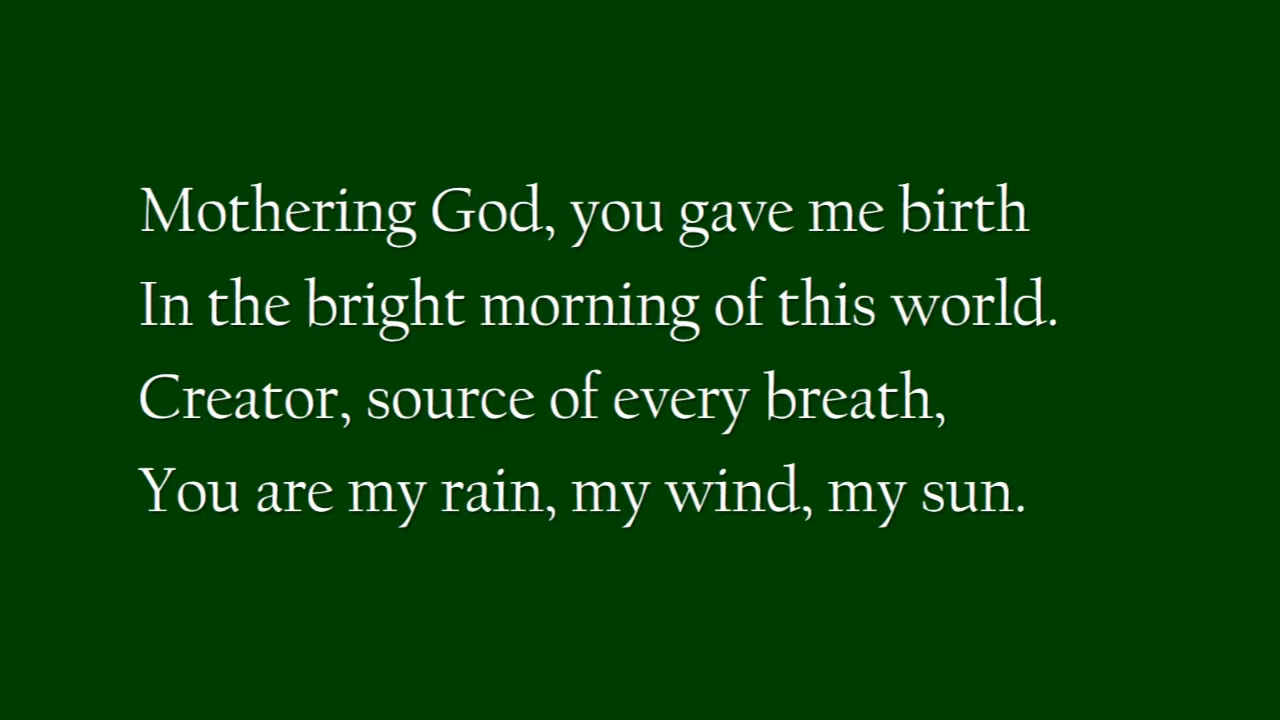 Mothering God, you gave me birth
In the bright morning of this world.
Creator, source of every breath,
You are my rain, my wind, my sun.